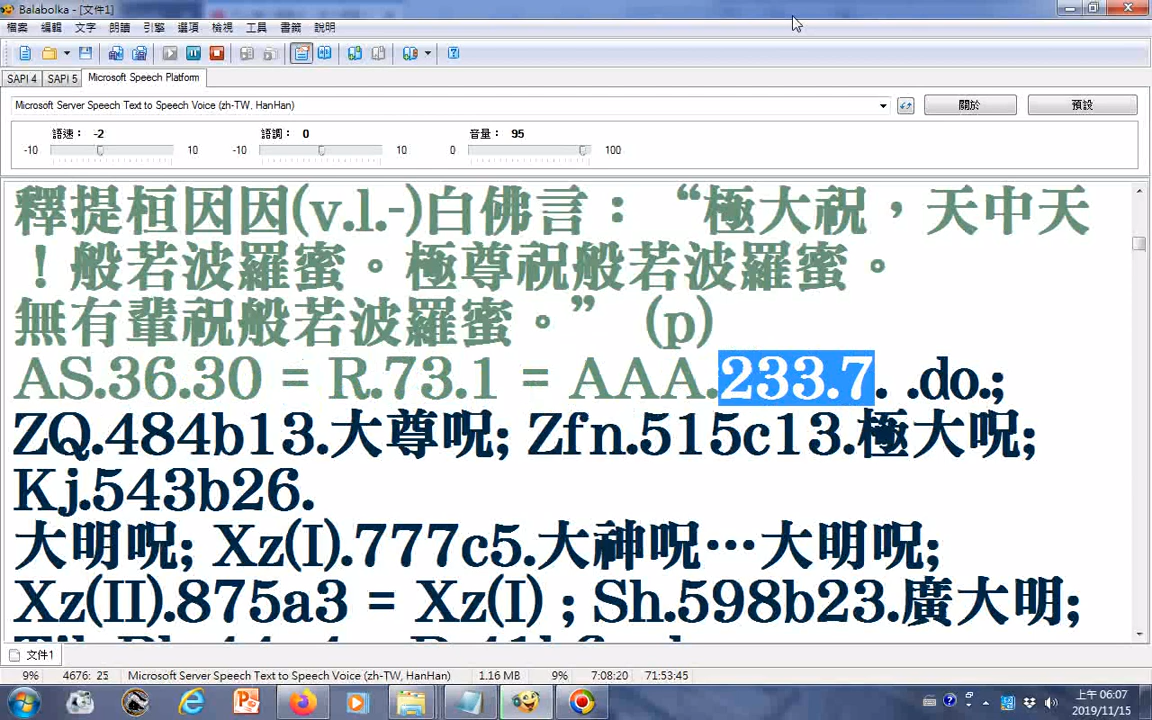 Balabolka - [文件1]
檔案 編輯 文字 朗讀 引擎 選項 檢視 工具 書籤 說明
SAPI 4 SAPI 5 Microsoft Speech Platform
Microsoft Server Speech Text to Speech Voice (zh-TW, HanHan) 關於 預設
語速： -2 語調： 0 音量： 95
-10 10 -10 10 0 100
釋提桓因因(v.l.-)白佛言：“極大祝，天中天
！般若波羅蜜。極尊祝般若波羅蜜。
無有輩祝般若波羅蜜。” (p)
AS.36.30 = R.73.1 = AAA.233.7. .do.;
ZQ.484b13.大尊呪; Zfn.515c13.極大呪;
Kj.543b26.
大明呪; Xz(I).777c5.大神呪…大明呪;
Xz(II).875a3 = Xz(I) ; Sh.598b23.廣大明;
文件1
9% 4676: 25 Microsoft Server Speech Text to Speech Voice (zh-TW, HanHan) 1.16 MB 9% 7:08:20 71:53:45
上午 06:07
2019/11/15